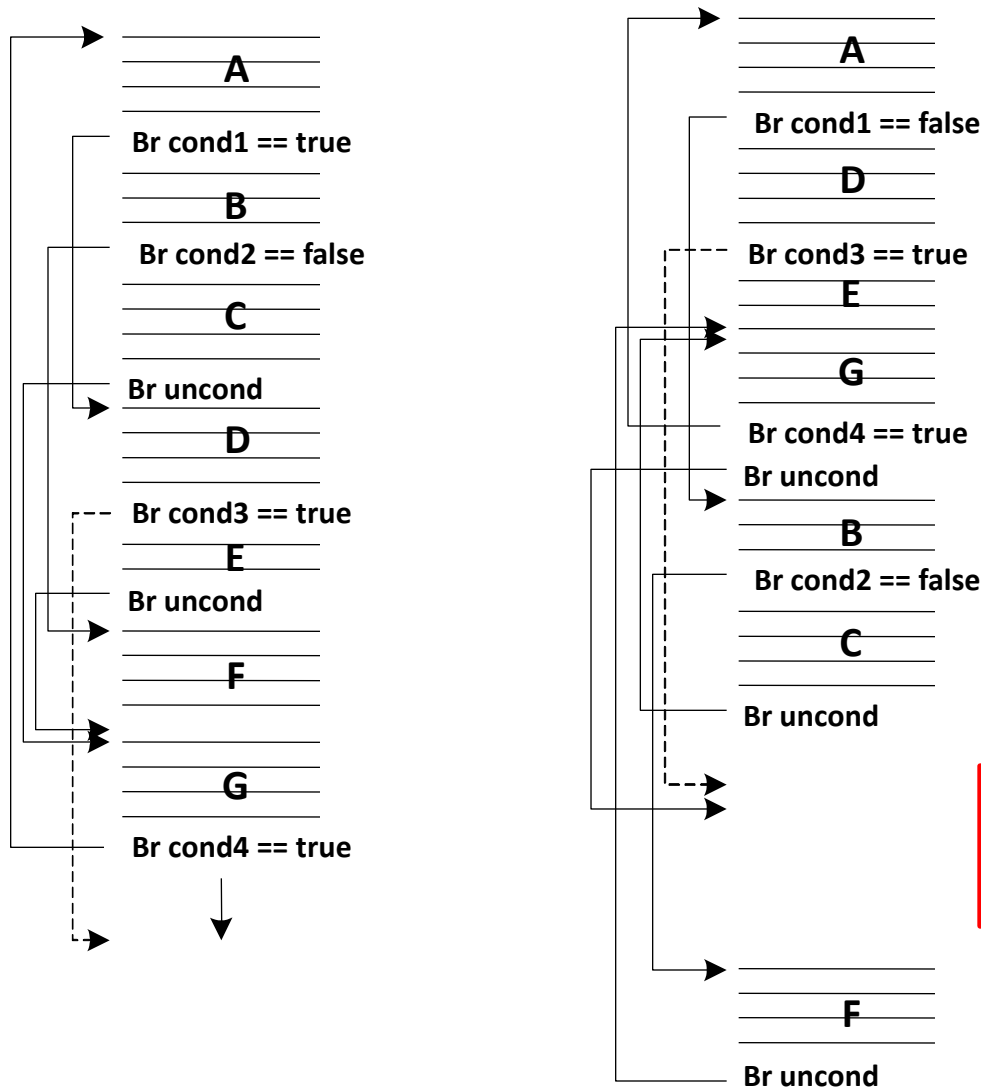 A
Br cond1 == true
B
Br cond2 == false
C
Br uncond
D
Br cond3 == true
E
Br uncond
F
G
Br cond4 == true
A
Br cond1 == false
D
Br cond3 == true
E
G
Br cond4 == true
Br uncond
B
Br cond2 == false
C
Br uncond
F
Br uncond